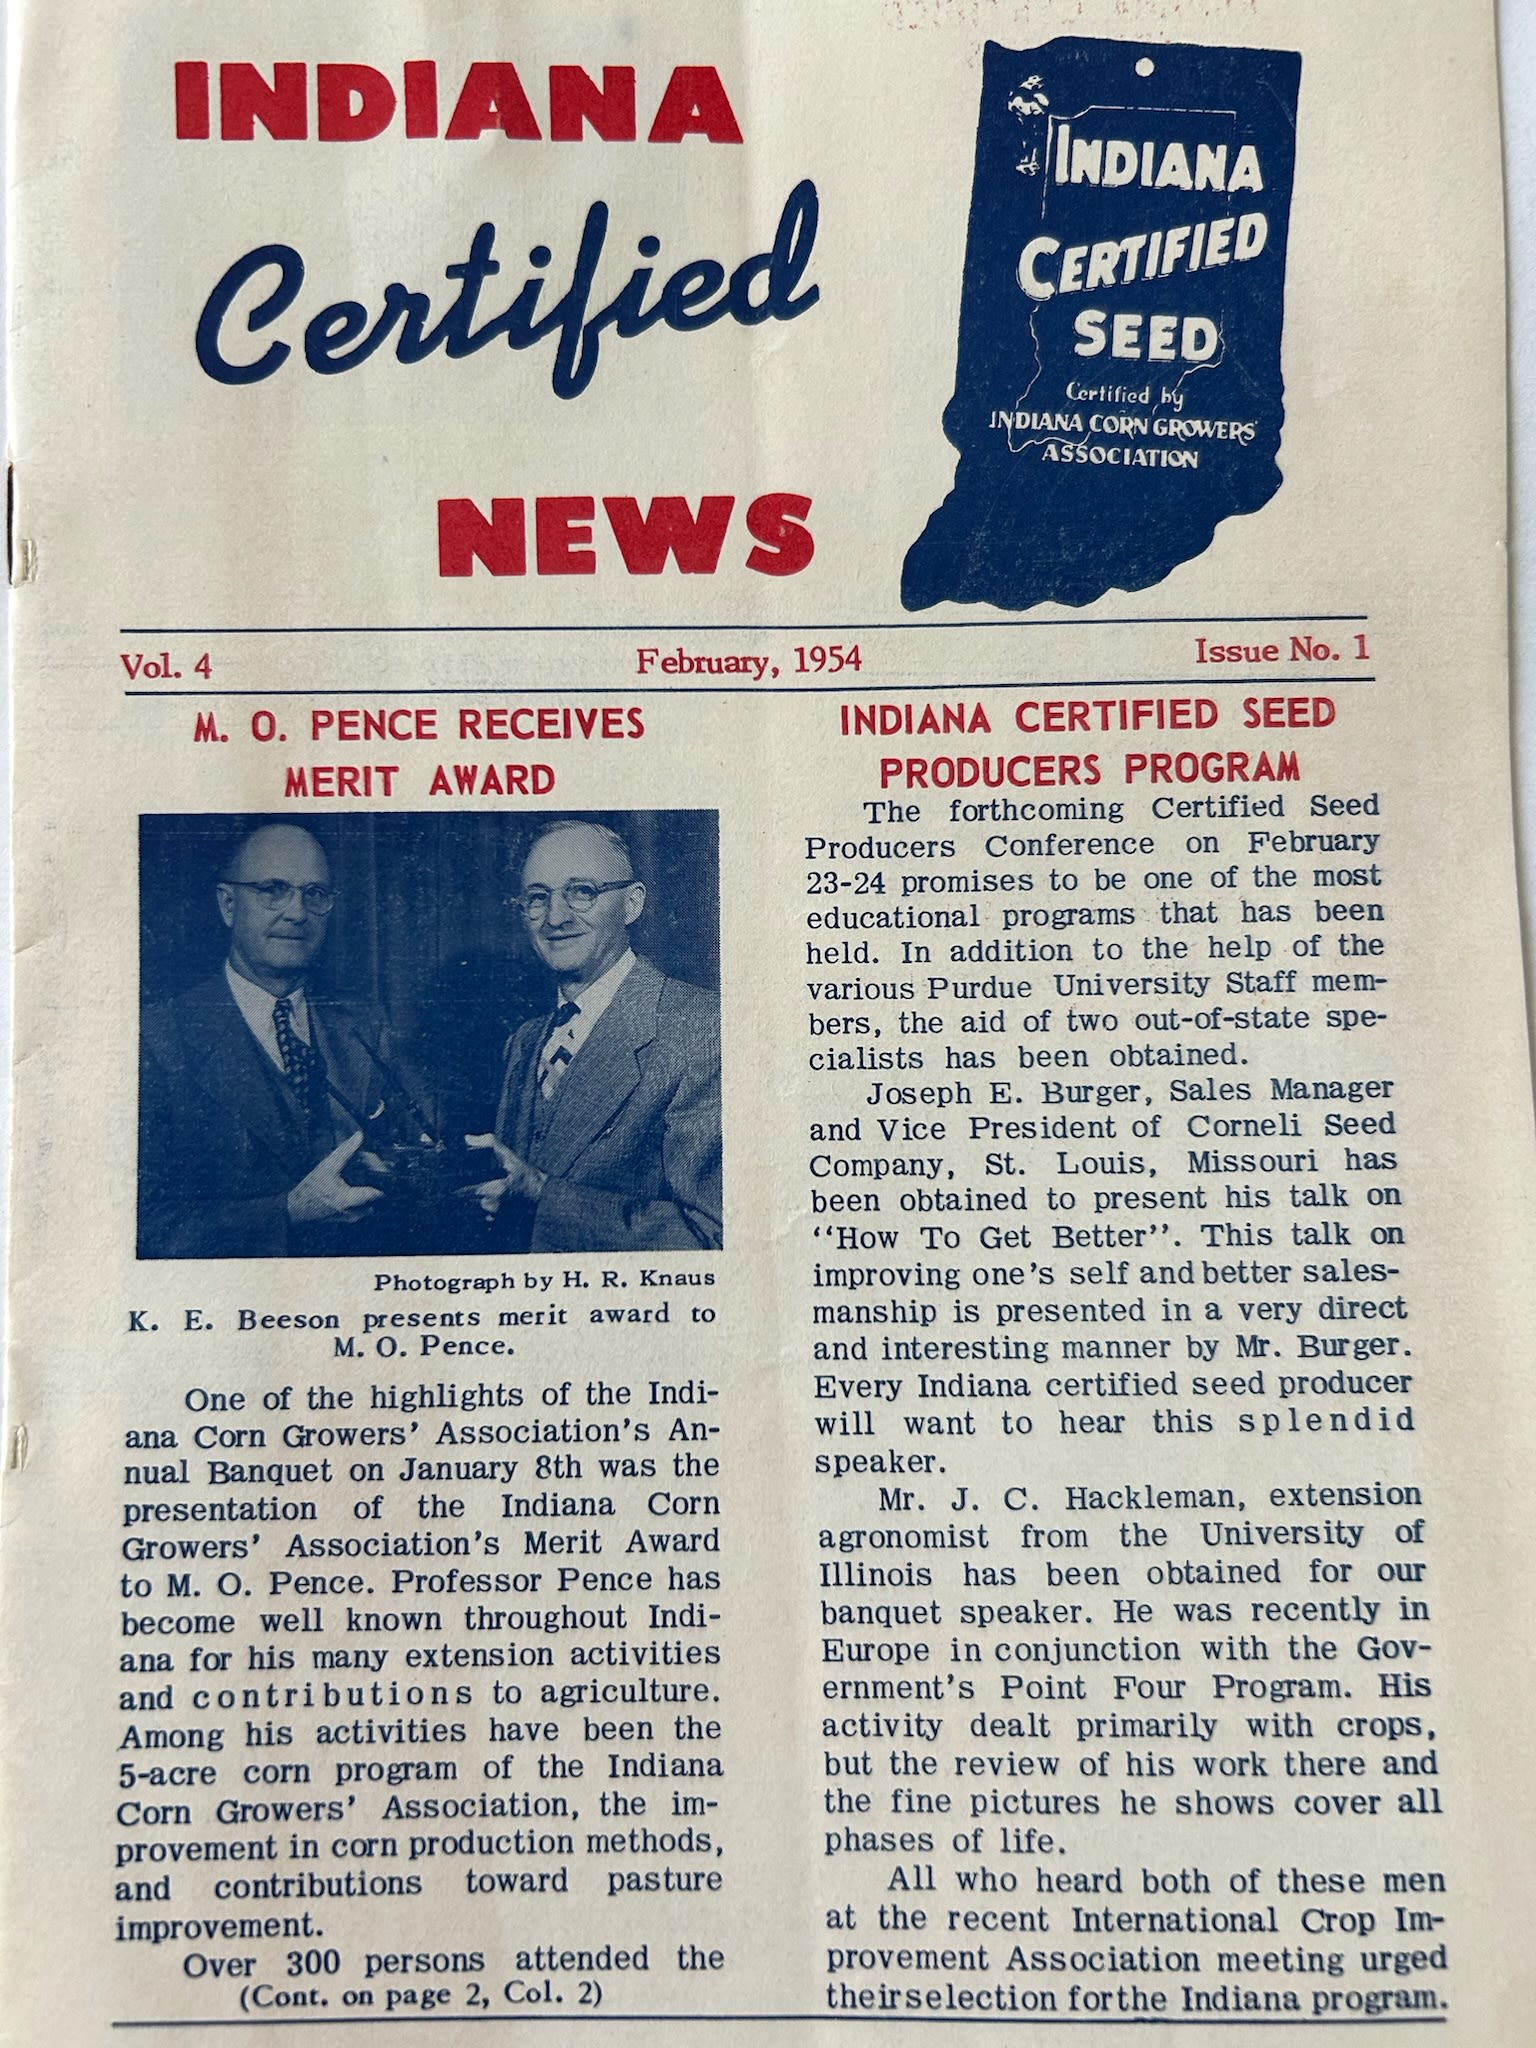 INDIANA
Certified
NEWS
INDIANA
CERTIFIED
SEED
Certified by
INDIANA CORN GROWERS'
ASSOCIATION
Vol. 4
February, 1954
Issue No. 1
M. O. PENCE RECEIVES
MERIT AWARD
Photograph by H. R. Knaus
K. E. Beeson presents merit award to
M. O. Pence.
One of the highlights of the Indi-
ana Corn Growers' Association's An-
nual Banquet on January 8th was the
presentation of the Indiana Corn
Growers' Association's Merit Award
to M. O. Pence. Professor Pence has
become well known throughout Indi-
ana for his many extension activities
and contributions to agriculture.
Among his activities have been the
5-acre corn program of the Indiana
Corn Growers' Association, the im-
provement in corn production methods,
and contributions toward pasture
improvement.
Over 300 persons attended the
(Cont. on page 2, Col. 2)
INDIANA CERTIFIED SEED
PRODUCERS PROGRAM
The forthcoming Certified Seed
Producers Conference on February
23-24 promises to be one of the most
educational programs that has been
held. In addition to the help of the
various Purdue University Staff mem-
bers, the aid of two out-of-state spe-
cialists has been obtained.
Joseph E. Burger, Sales Manager
and Vice President of Corneli Seed
Company, St. Louis, Missouri has
been obtained to present his talk on
"How To Get Better". This talk on
improving one's self and better sales-
manship is presented in a very direct
and interesting manner by Mr. Burger.
Every Indiana certified seed producer
will want to hear this splendid
speaker.
Mr. J. C. Hackleman, extension
agronomist from the University of
Illinois has been obtained for our
banquet speaker. He was recently in
Europe in conjunction with the Gov-
ernment's Point Four Program. His
activity dealt primarily with crops,
but the review of his work there and
the fine pictures he shows cover all
phases of life.
All who heard both of these men
at the recent International Crop Im-
provement Association meeting urged
their selection for the Indiana program.